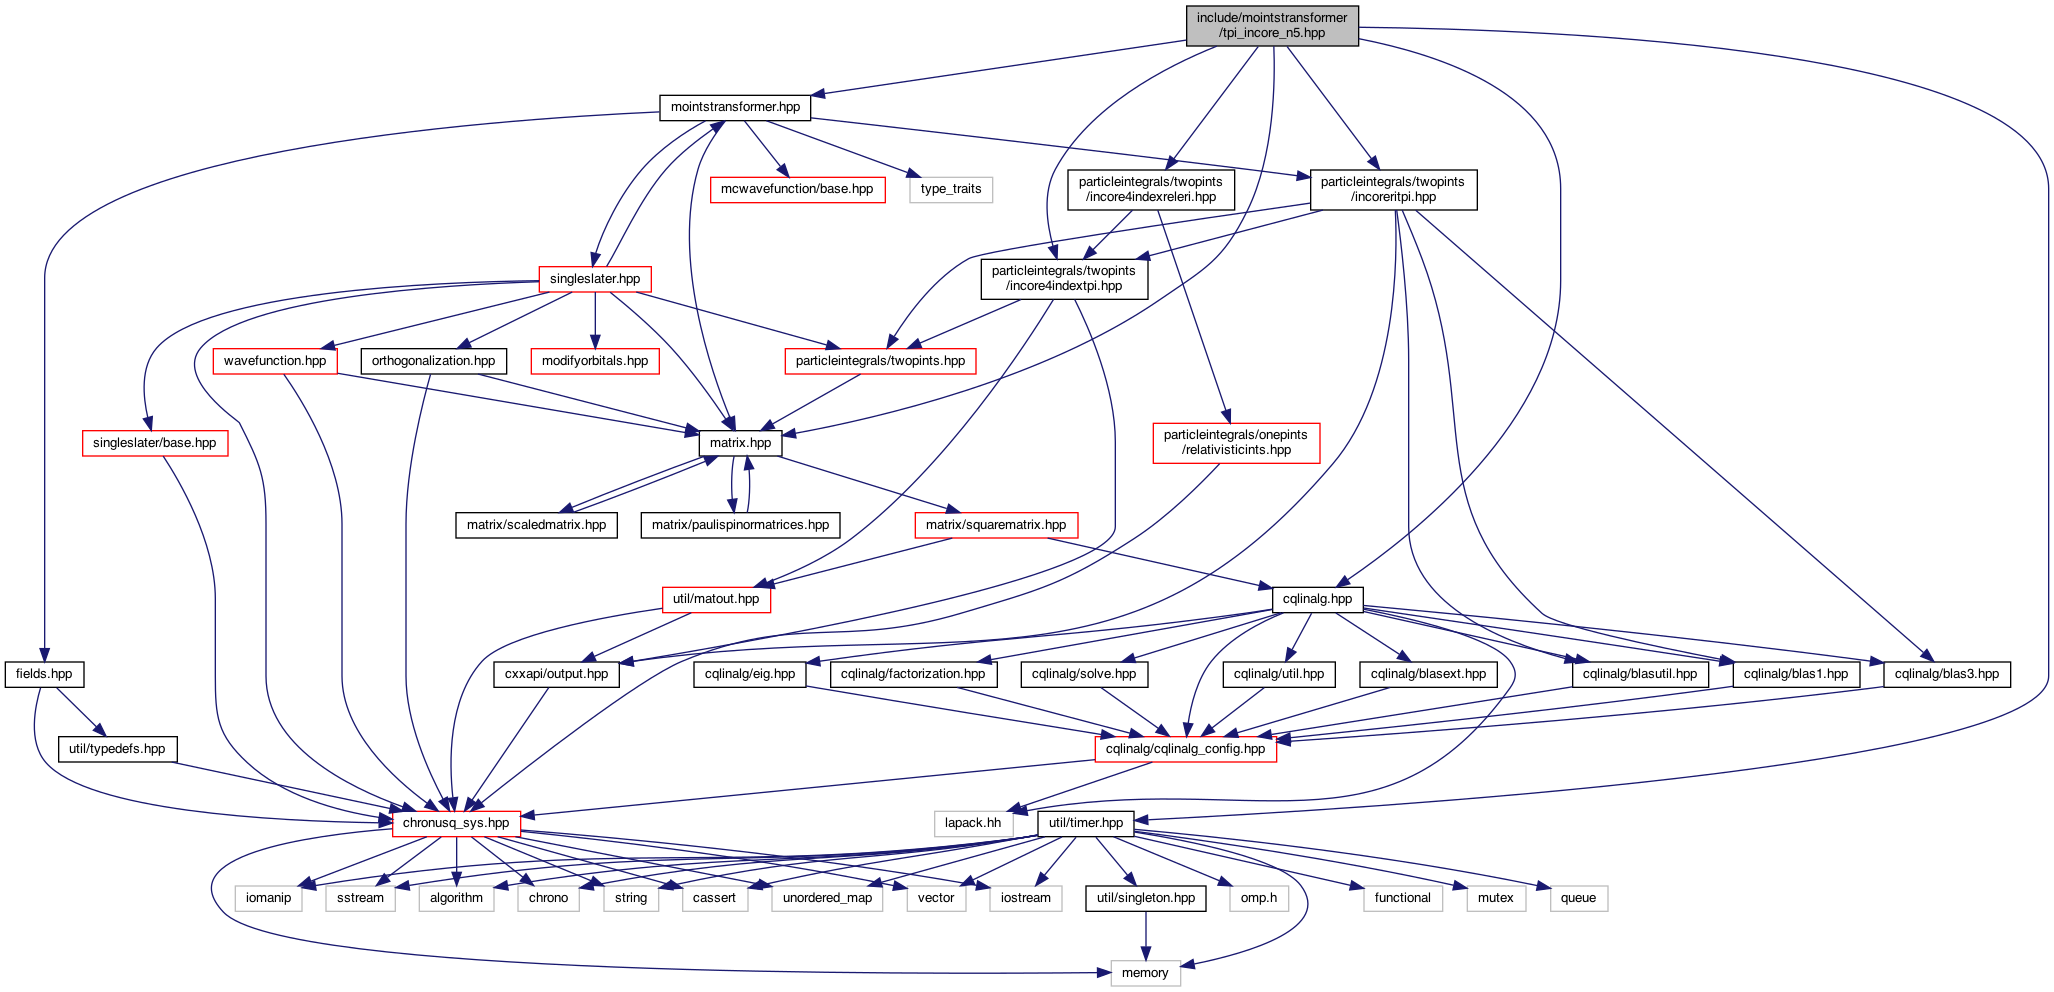 include/mointstransformer
/tpi_incore_n5.hpp
mointstransformer.hpp
mcwavefunction/base.hpp
type_traits
particleintegrals/twopints
/incore4indexreleri.hpp
particleintegrals/twopints
/incoreritpi.hpp
singleslater.hpp
particleintegrals/twopints
/incore4indextpi.hpp
wavefunction.hpp
orthogonalization.hpp
modifyorbitals.hpp
particleintegrals/twopints.hpp
singleslater/base.hpp
matrix.hpp
particleintegrals/onepints
/relativisticints.hpp
matrix/scaledmatrix.hpp
matrix/paulispinormatrices.hpp
matrix/squarematrix.hpp
util/matout.hpp
cqlinalg.hpp
fields.hpp
cxxapi/output.hpp
cqlinalg/eig.hpp
cqlinalg/factorization.hpp
cqlinalg/solve.hpp
cqlinalg/util.hpp
cqlinalg/blasext.hpp
cqlinalg/blasutil.hpp
cqlinalg/blas1.hpp
cqlinalg/blas3.hpp
util/typedefs.hpp
cqlinalg/cqlinalg_config.hpp
chronusq_sys.hpp
lapack.hh
util/timer.hpp
iomanip
sstream
algorithm
chrono
string
cassert
unordered_map
vector
iostream
util/singleton.hpp
omp.h
functional
mutex
queue
memory